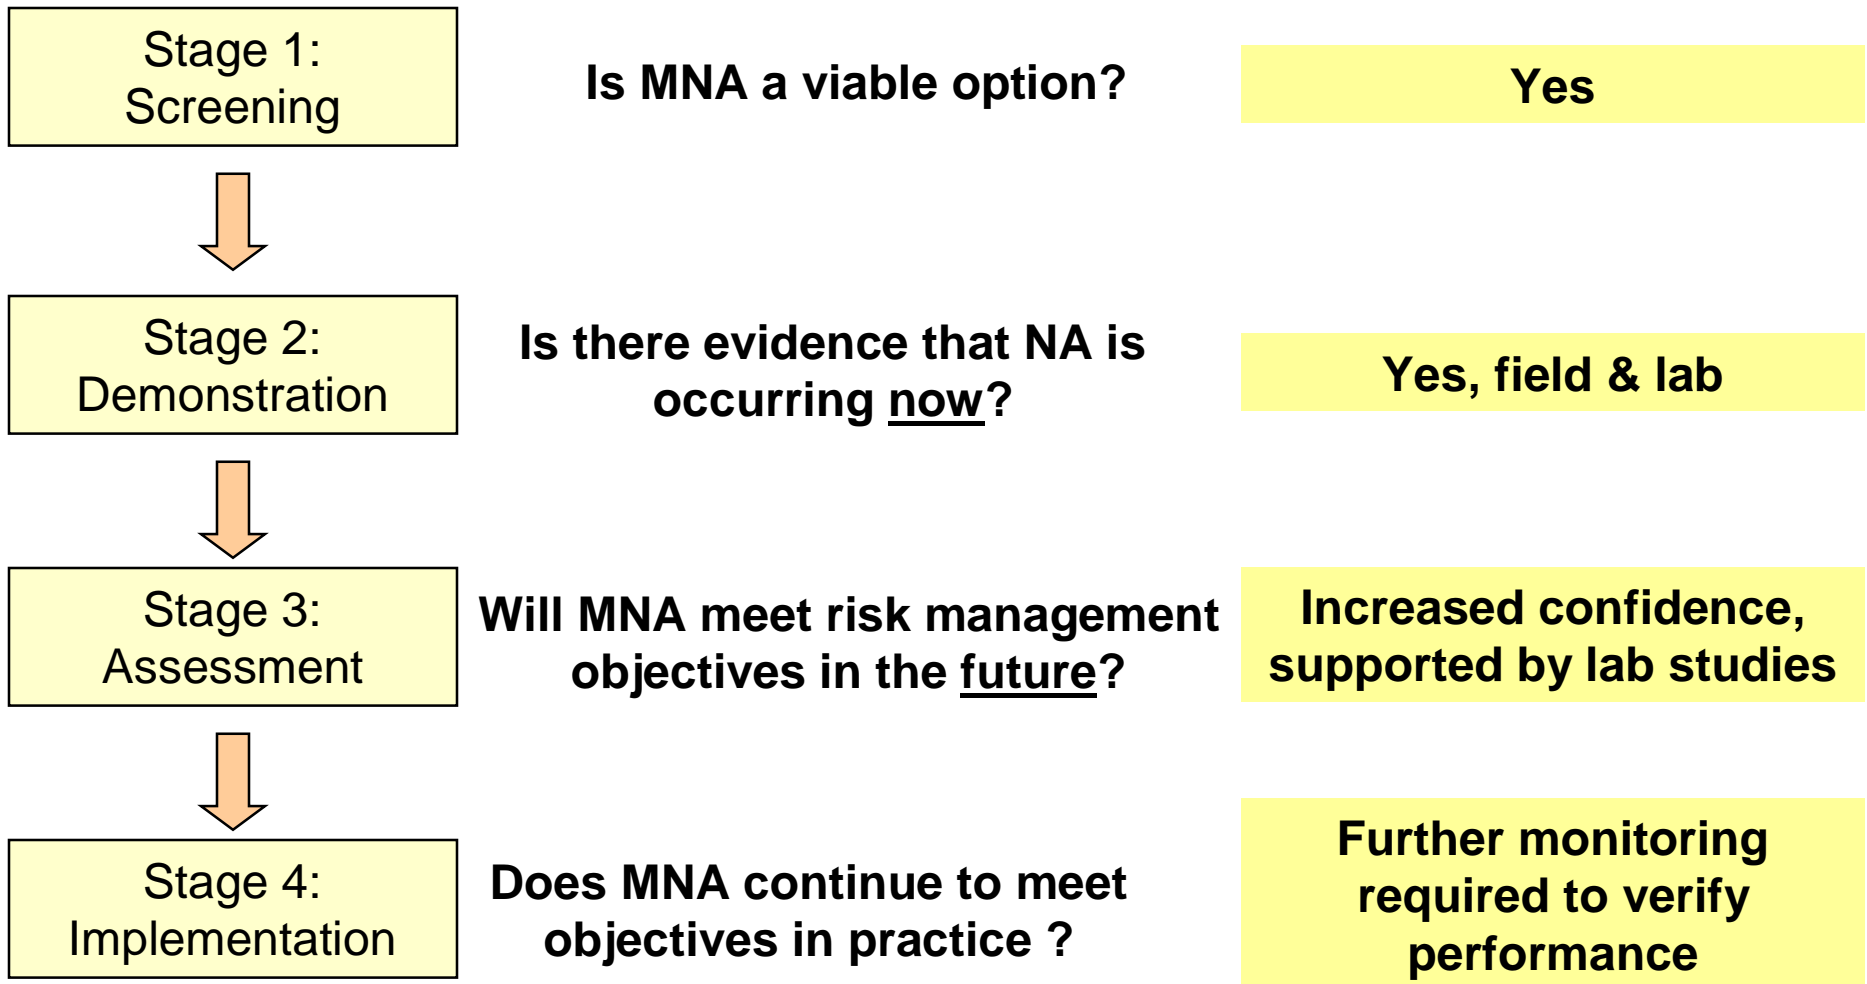 Stage 1:
Screening
Is MNA a viable option?
Yes
Stage 2:
Demonstration
Is there evidence that NA is
occurring now?
Yes, field & lab
Stage 3:
Assessment
Will MNA meet risk management
objectives in the future?
Increased confidence,
supported by lab studies
Stage 4:
Implementation
Does MNA continue to meet
objectives in practice ?
Further monitoring
required to verify
performance